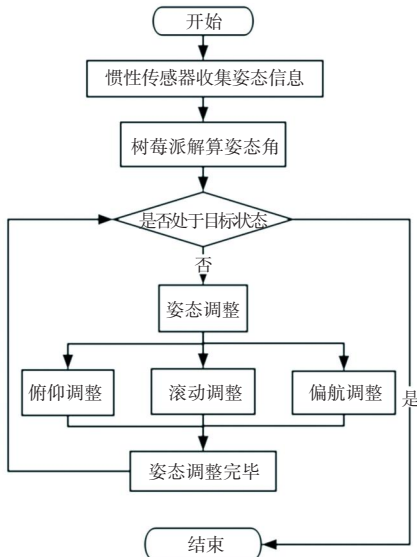 开始
惯性传感器收集姿态信息
树莓派解算姿态角
是否处于目标状态
否
姿态调整
俯仰调整
滚动调整
偏航调整
是
姿态调整完毕
结束